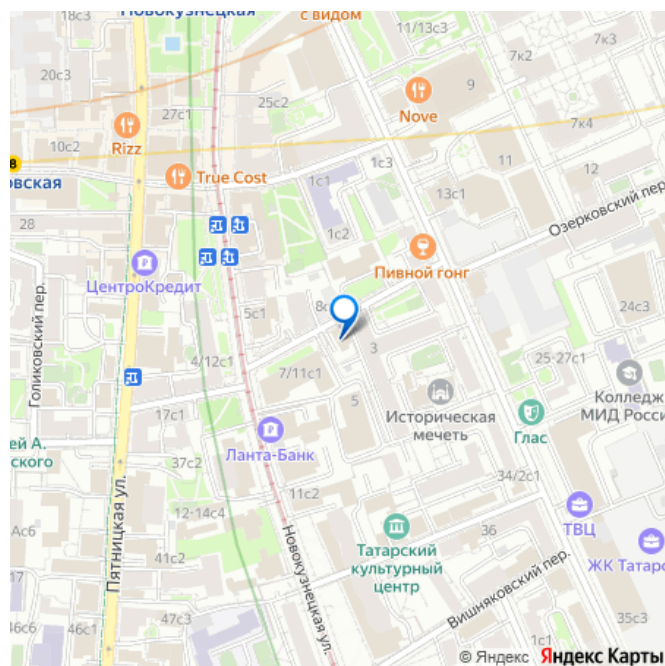 Новокузнецкая
18с3
с видом
11/13с3
7к2
7к3
20с3
27с1
25с2
9
Nove
10с2
Rizz
7к4
8
True Cost
1с3
11
12
овская
1с1
13с1
28
1с2
Озерковский пер.
Пивной гонг
ЦентроКредит
24с3
5с1
Голиковский пер.
3
4/12с1
25-27с1
7/11с1
Колледж
МИД Росси
5
Историческая
мечеть
17с1
Глас
ей А.
ского
37с2
Ланта-Банк
34/2с1
11с2
12-14с4
ТВЦ
Пятницкая ул.
Ас6
Новокузнецкая ул.
36
Татарский
культурный
центр
41с2
ЖК Татарс
Вишняковский пер.
47с3
35с3
46с6
46с5
1с1
© Яндекс Яндекс Карты